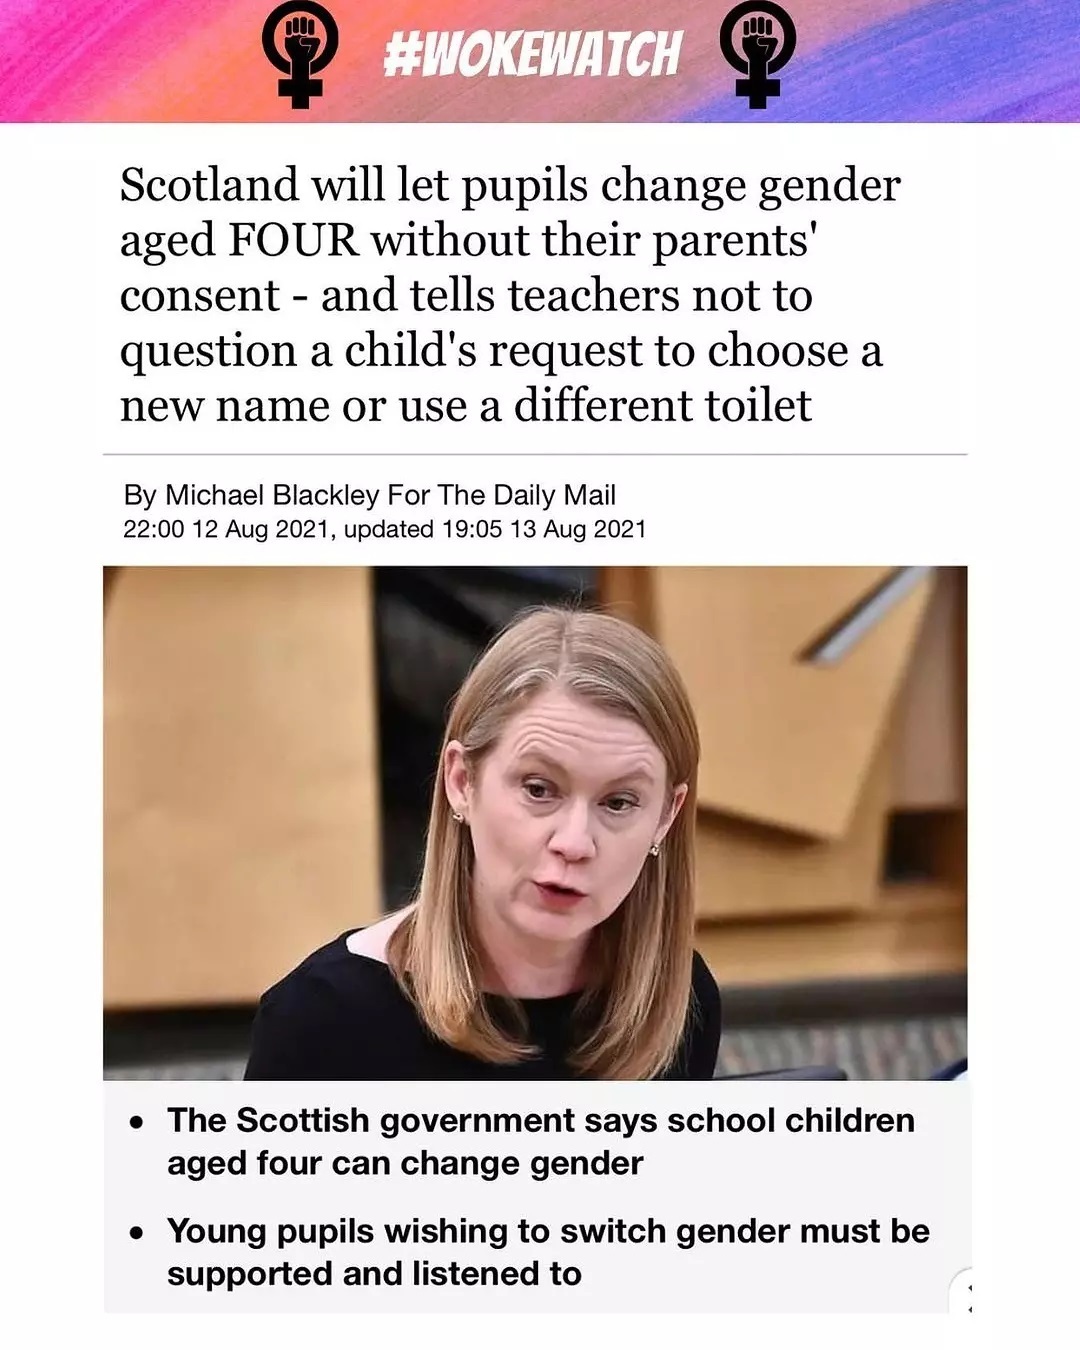 #WOKEWATCH
Scotland will let pupils change gender
aged FOUR without their parents'
consent - and tells teachers not to
question a child's request to choose a
new name or use a different toilet
By Michael Blackley For The Daily Mail
22:00 12 Aug 2021, updated 19:05 13 Aug 2021
• The Scottish government says school children
aged four can change gender
• Young pupils wishing to switch gender must be
supported and listened to